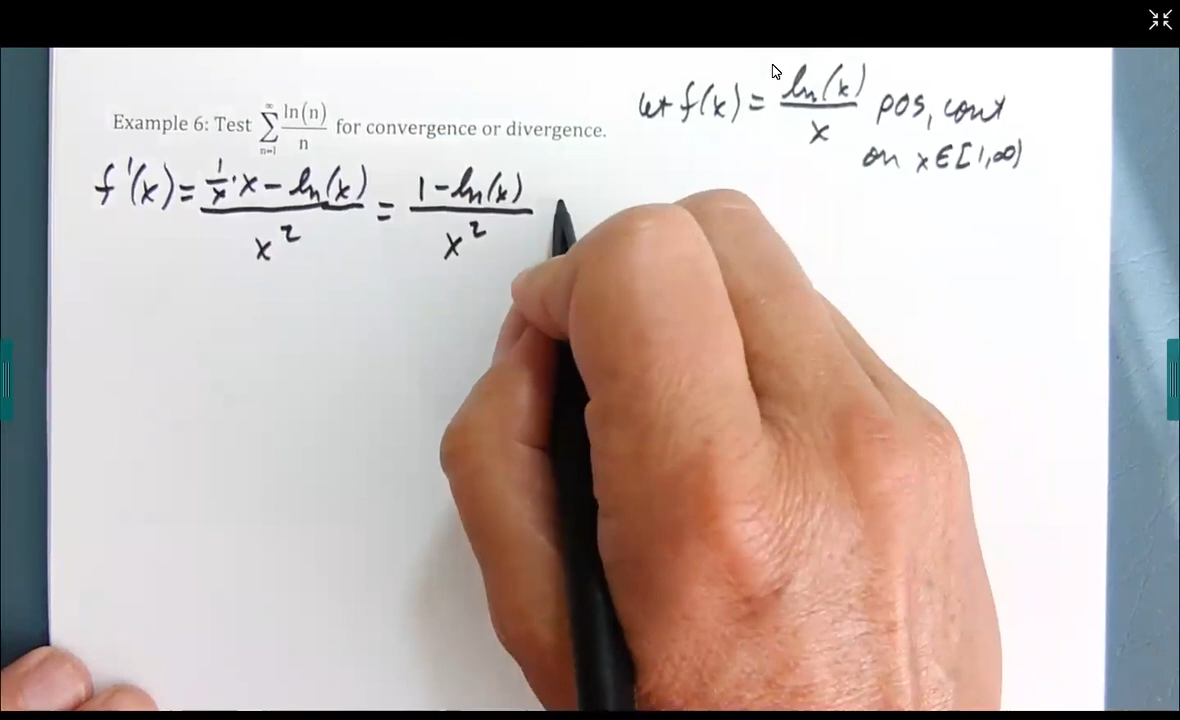 Example 6: Test ∑_{n=1}^{∞} ln(n)/n for convergence or divergence.
let f(x) = ln(x)/x pos, cont
on x∈[1,∞)
f'(x) = (1/x · x − ln(x))/x² = (1 − ln(x))/x²